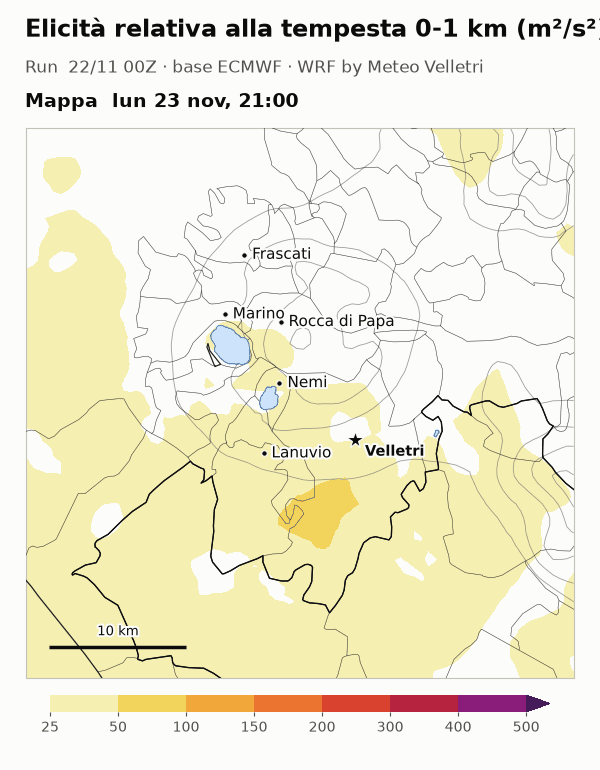 Elicità relativa alla tempesta 0-1 km (m²/s²)
Run  22/11 00Z · base ECMWF · WRF by Meteo Velletri
Mappa  lun 23 nov, 21:00
Frascati
Marino
Rocca di Papa
Nemi
Velletri
Lanuvio
10 km
25 50 100 150 200 300 400 500